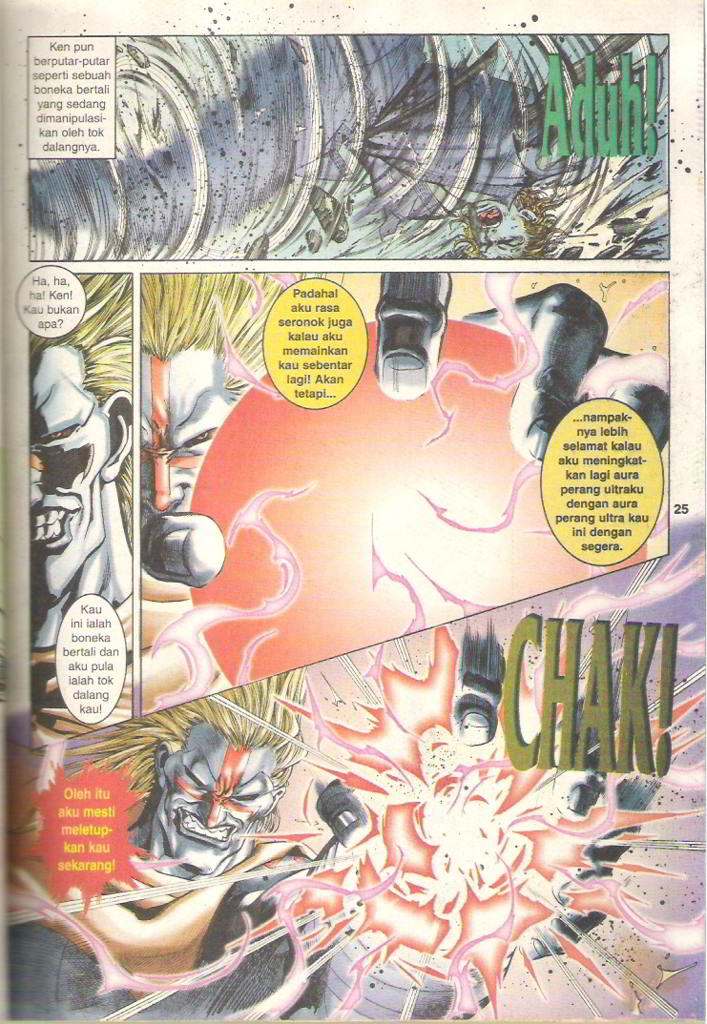 Ken pun
berputar-putar
seperti sebuah
boneka bertali
yang sedang
dimanipulasi-
kan oleh tok
dalangnya.
Aduh!
Ha, ha,
ha! Ken!
Kau bukan
apa?
Kau
ini ialah
boneka
bertali dan
aku pula
ialah tok
dalang
kau!
Padahal
aku rasa
seronok juga
kalau aku
memainkan
kau sebentar
lagi! Akan
tetapi...
...nampak-
nya lebih
selamat kalau
aku meningkat-
kan lagi aura
perang ultraku
dengan aura
perang ultra kau
ini dengan
segera.
25
CHAK!
Oleh itu
aku mesti
meletup-
kan kau
sekarang!